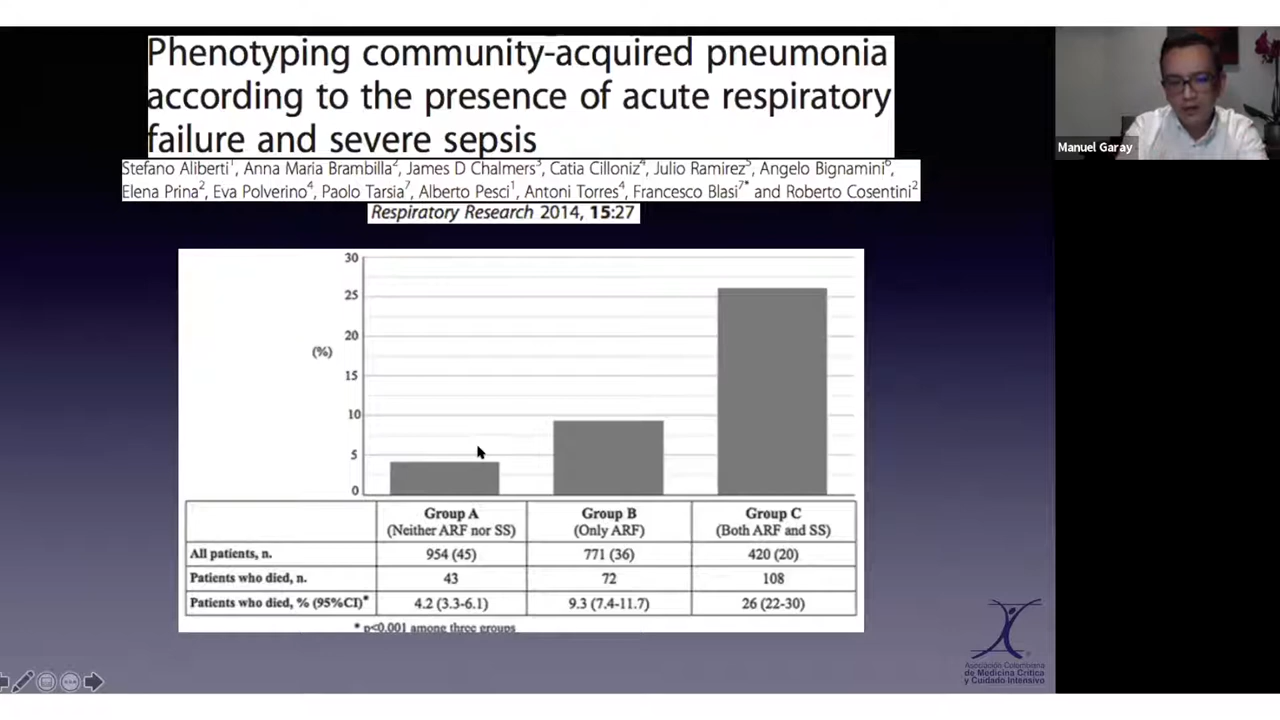 Phenotyping community-acquired pneumonia
according to the presence of acute respiratory
failure and severe sepsis
Stefano Aliberti1, Anna Maria Brambilla2, James D Chalmers3, Catia Cilloniz4, Julio Ramirez5, Angelo Bignamini6,
Elena Prina2, Eva Polverino4, Paolo Tarsia7, Alberto Pesci1, Antoni Torres4, Francesco Blasi7* and Roberto Cosentini2
Respiratory Research 2014, 15:27
Manuel Garay
30
25
20
(%)
15
10
5
0
Group A Group B Group C
(Neither ARF nor SS) (Only ARF) (Both ARF and SS)
All patients, n. 954 (45) 771 (36) 420 (20)
Patients who died, n. 43 72 108
Patients who died, % (95%CI)* 4.2 (3.3-6.1) 9.3 (7.4-11.7) 26 (22-30)
* p<0.001 among three groups
Asociación Colombiana
de Medicina Crítica
y Cuidado Intensivo